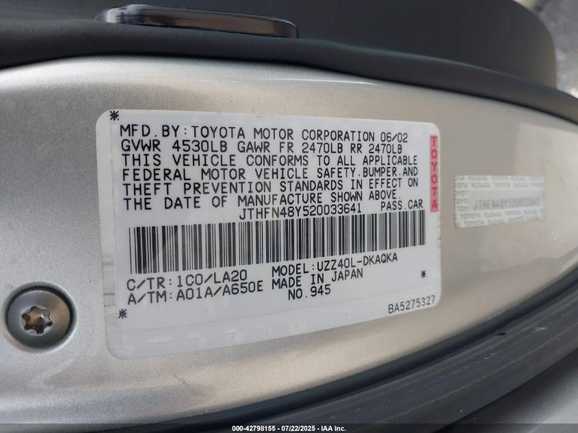 MFD. BY: TOYOTA MOTOR CORPORATION 06/02
GVWR 4530LB GAWR FR 2470LB RR 2470LB
THIS VEHICLE CONFORMS TO ALL APPLICABLE
FEDERAL MOTOR VEHICLE SAFETY, BUMPER, AND
THEFT PREVENTION STANDARDS IN EFFECT ON
THE DATE OF MANUFACTURE SHOWN ABOVE.
JTHFN48Y520033641 PASS. CAR
TOYOTA
JTHFN48Y520033641
C/TR: 1C0/LA20 MODEL: UZZ40L-DKAQKA
A/TM: A01A/A650E MADE IN JAPAN
NO. 945
BA5275327
000-42798155 - 07/22/2025 - IAAI.COM